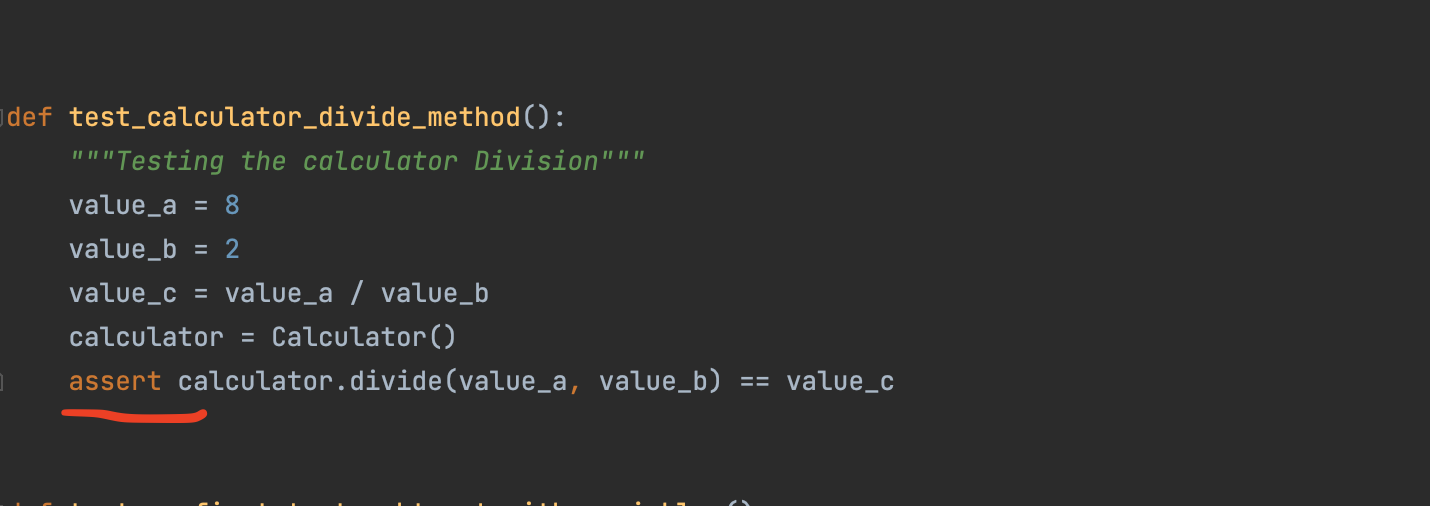 def test_calculator_divide_method():
    """Testing the calculator Division"""
    value_a = 8
    value_b = 2
    value_c = value_a / value_b
    calculator = Calculator()
    assert calculator.divide(value_a, value_b) == value_c